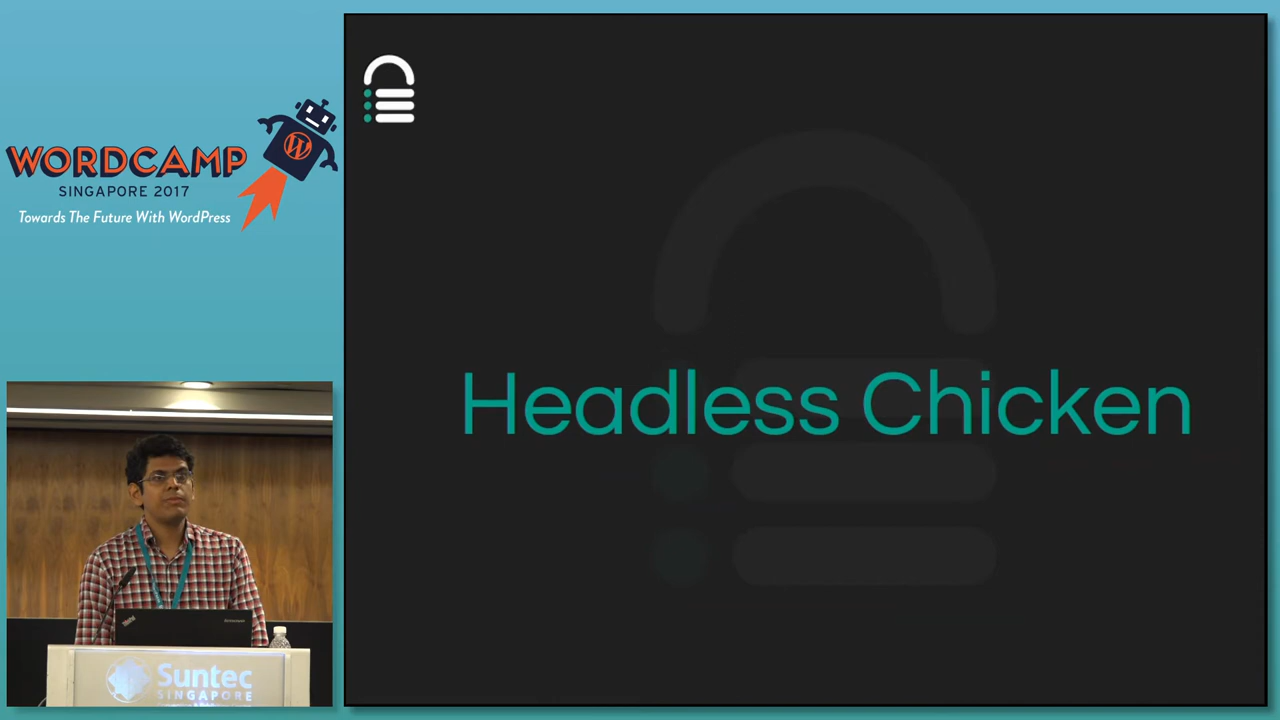 WORDCAMP
SINGAPORE 2017
Towards The Future With WordPress
Headless Chicken
Suntec
SINGAPORE